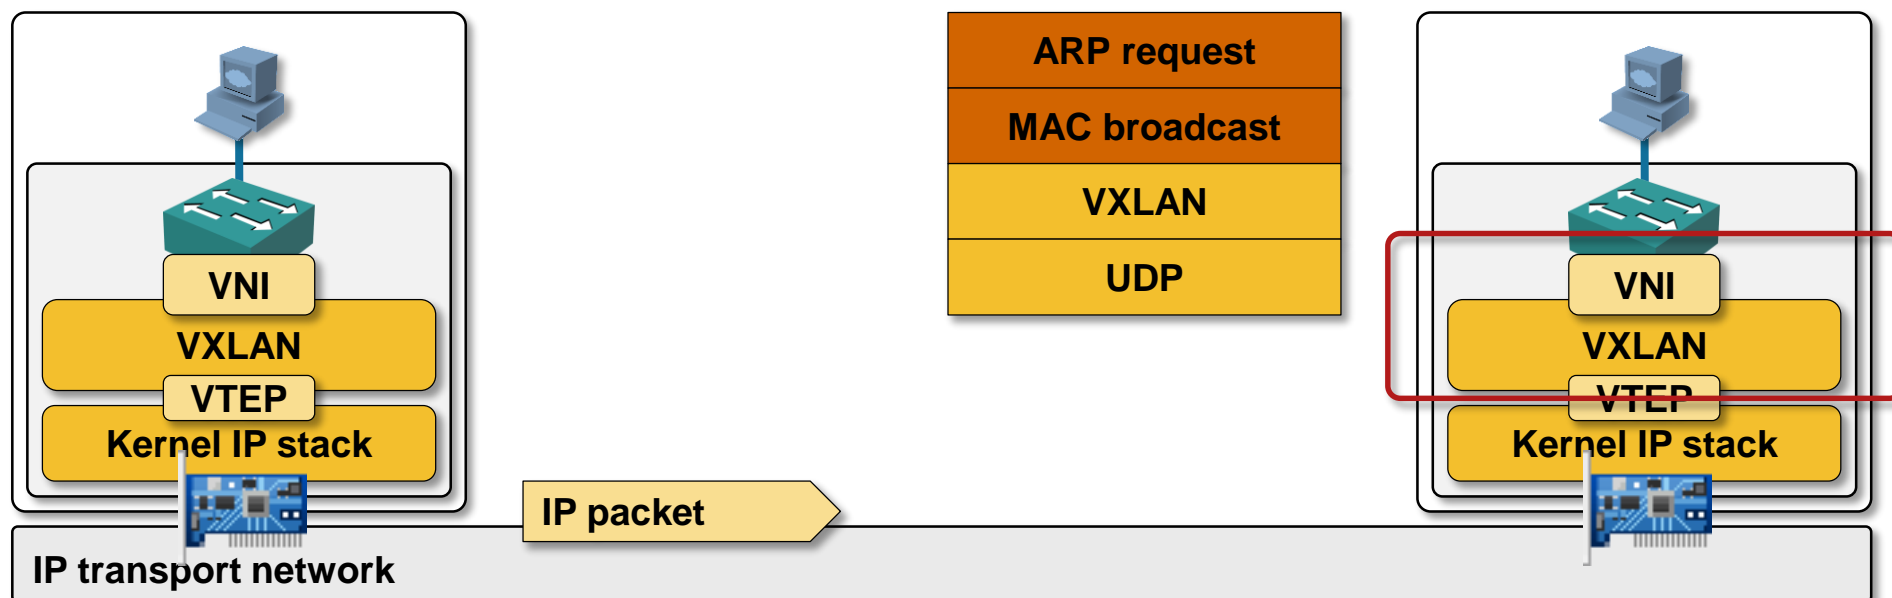 ARP request
MAC broadcast
VXLAN
UDP
VNI
VXLAN
VTEP
Kernel IP stack
VNI
VXLAN
VTEP
Kernel IP stack
IP packet
IP transport network